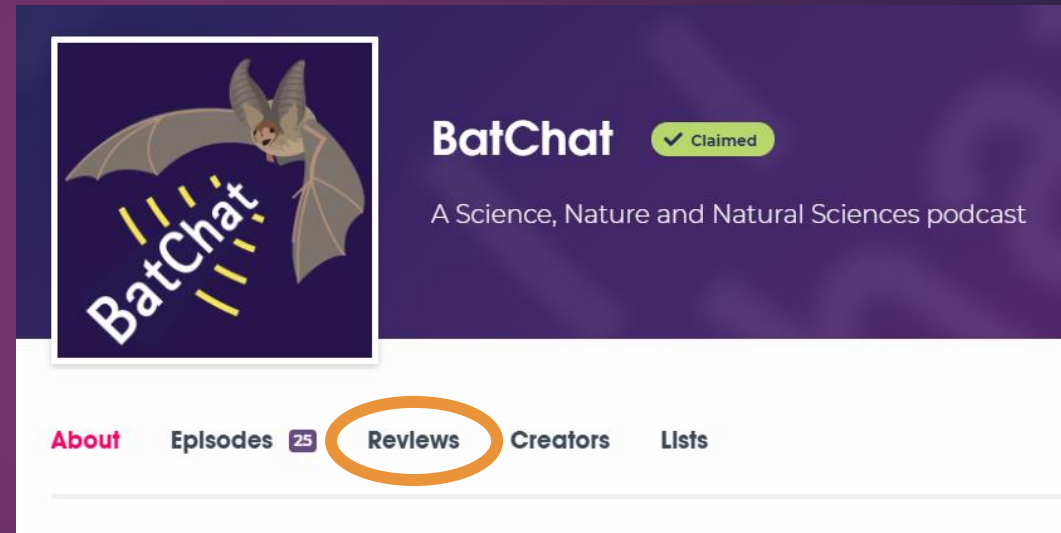 BatChat
BatChat
Claimed
A Science, Nature and Natural Sciences podcast
About Episodes 25 Reviews Creators Lists